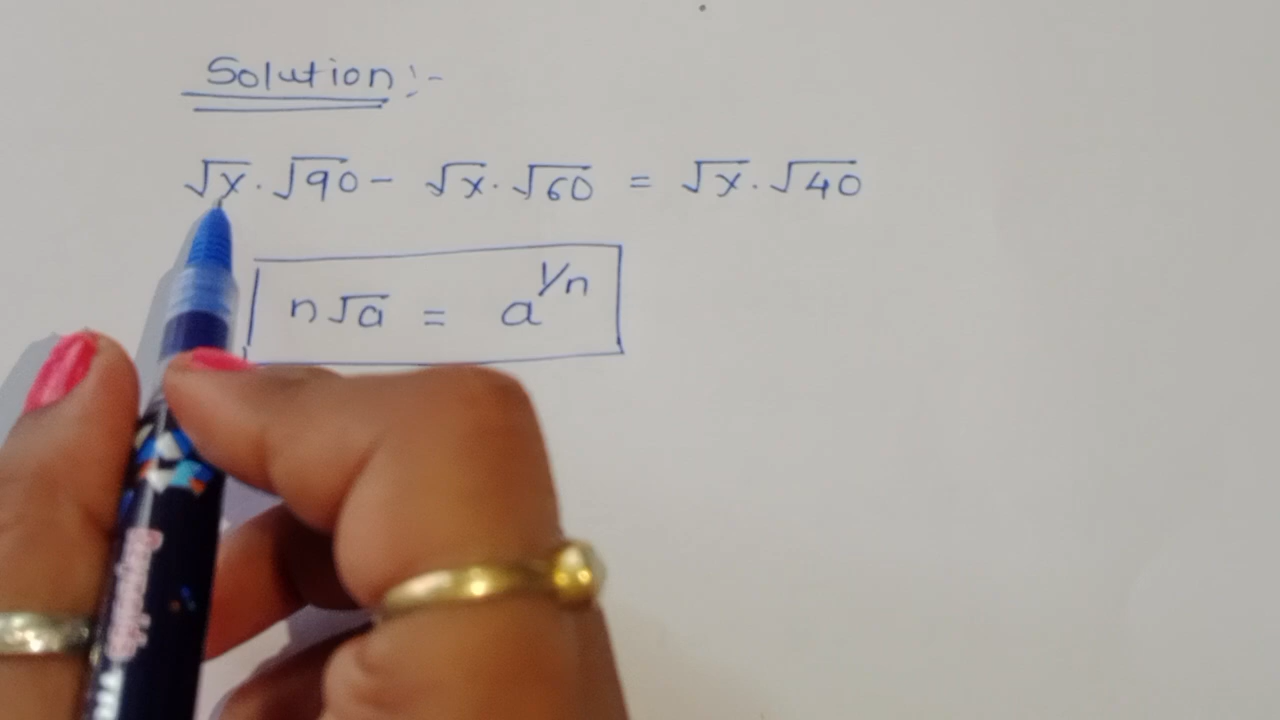 Solution :-
√x . √90 - √x . √60 = √x . √40
n√a = a^1/n